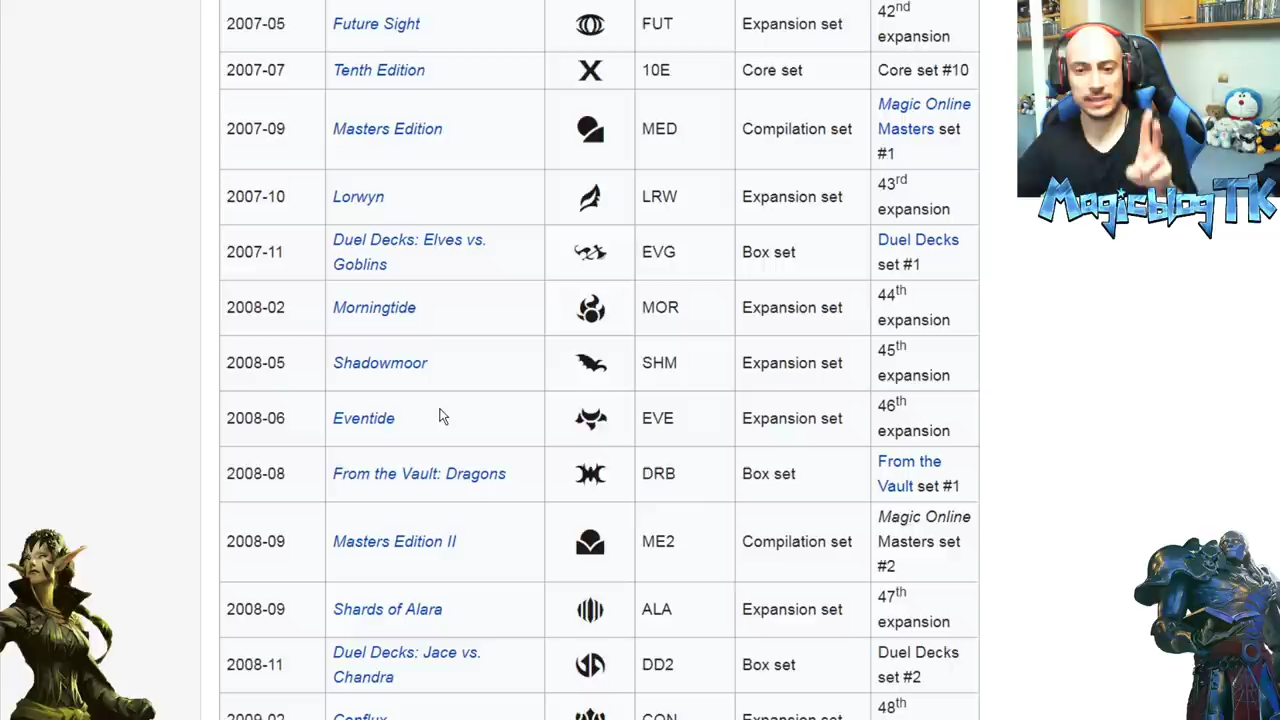 2007-05 Future Sight FUT Expansion set 42nd
expansion
2007-07 Tenth Edition X 10E Core set Core set #10
2007-09 Masters Edition MED Compilation set Magic Online
Masters set
#1
2007-10 Lorwyn LRW Expansion set 43rd
expansion
2007-11 Duel Decks: Elves vs.
Goblins EVG Box set Duel Decks
set #1
2008-02 Morningtide MOR Expansion set 44th
expansion
2008-05 Shadowmoor SHM Expansion set 45th
expansion
2008-06 Eventide EVE Expansion set 46th
expansion
2008-08 From the Vault: Dragons DRB Box set From the
Vault set #1
2008-09 Masters Edition II ME2 Compilation set Magic Online
Masters set
#2
2008-09 Shards of Alara ALA Expansion set 47th
expansion
2008-11 Duel Decks: Jace vs.
Chandra DD2 Box set Duel Decks
set #2
2009-02 Conflux CON Expansion set 48th
MagicblogTK